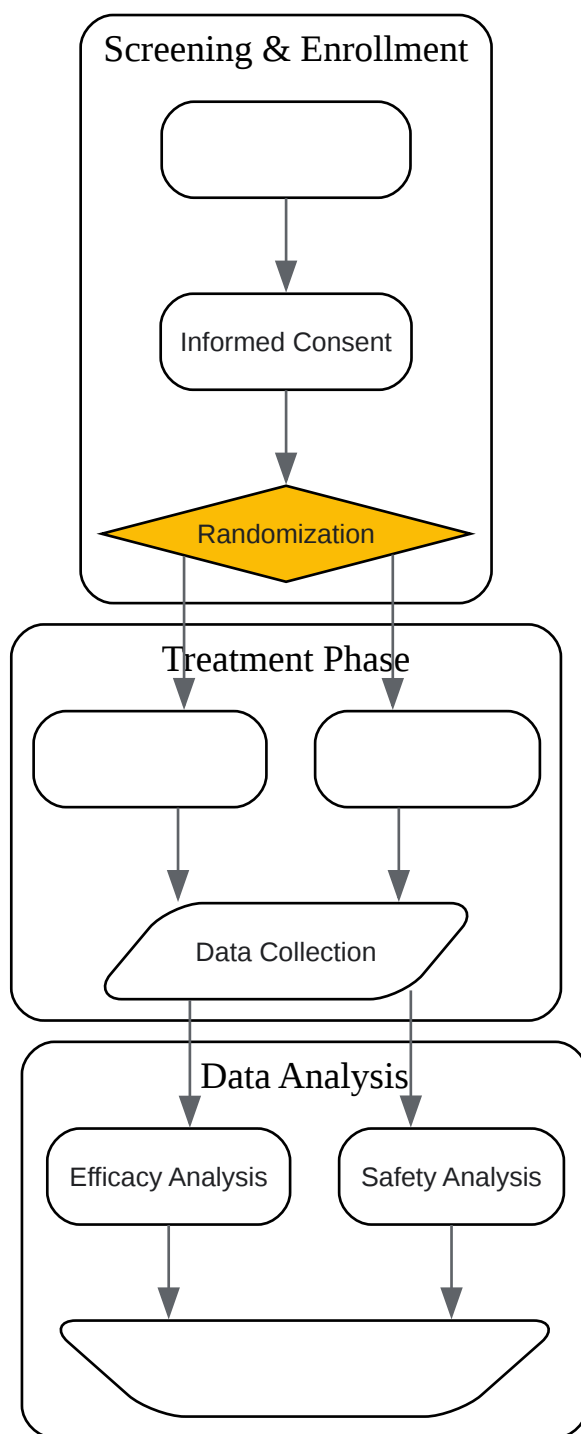 Screening & Enrollment
Informed Consent
Randomization
Treatment Phase
Data Collection
Data Analysis
Efficacy Analysis
Safety Analysis